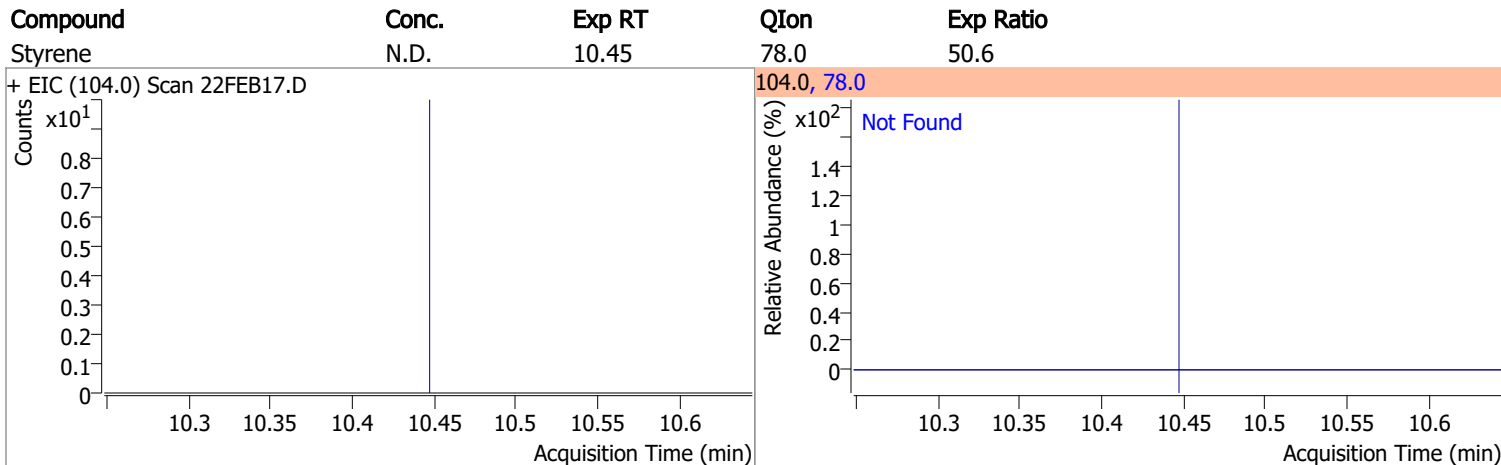 Compound Conc. Exp RT QIon Exp Ratio
Styrene N.D. 10.45 78.0 50.6
+ EIC (104.0) Scan 22FEB17.D
Counts
x10¹
0.8
0.7
0.6
0.5
0.4
0.3
0.2
0.1
0
10.3 10.35 10.4 10.45 10.5 10.55 10.6
Acquisition Time (min)
104.0, 78.0
Relative Abundance (%)
x10²
Not Found
1.4
1.2
1
0.8
0.6
0.4
0.2
0
10.3 10.35 10.4 10.45 10.5 10.55 10.6
Acquisition Time (min)